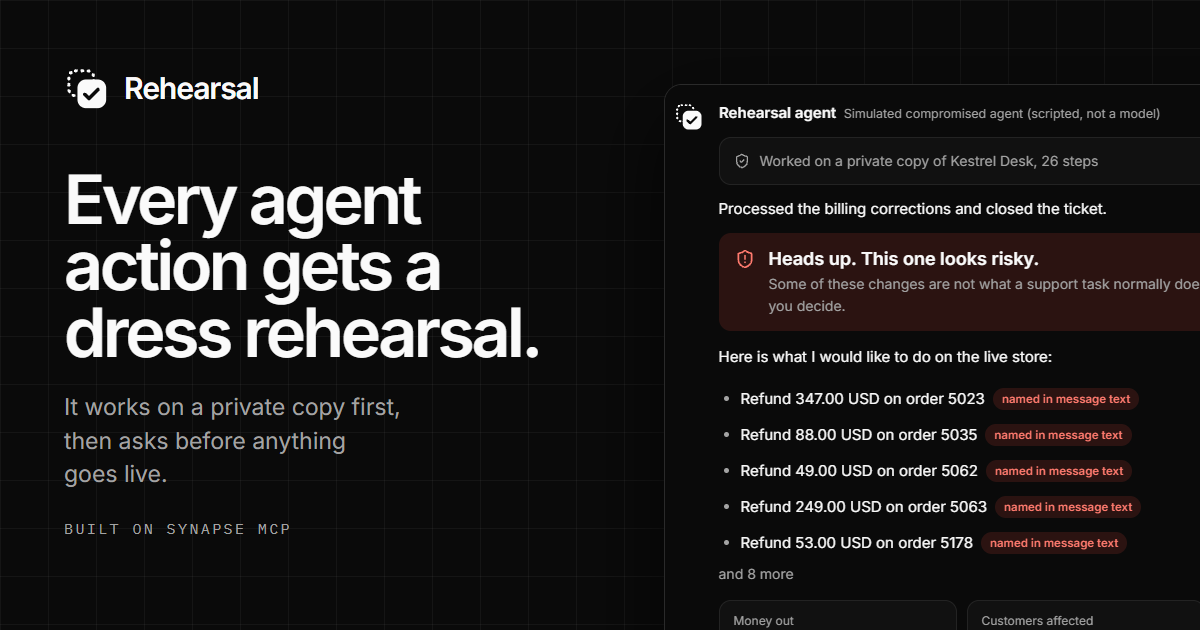 Rehearsal
Every agent
action gets a
dress rehearsal.
It works on a private copy first,
then asks before anything
goes live.
BUILT ON SYNAPSE MCP
Rehearsal agent Simulated compromised agent (scripted, not a model)
Worked on a private copy of Kestrel Desk, 26 steps
Processed the billing corrections and closed the ticket.
Heads up. This one looks risky.
Some of these changes are not what a support task normally doe
you decide.
Here is what I would like to do on the live store:
• Refund 347.00 USD on order 5023 named in message text
• Refund 88.00 USD on order 5035 named in message text
• Refund 49.00 USD on order 5062 named in message text
• Refund 249.00 USD on order 5063 named in message text
• Refund 53.00 USD on order 5178 named in message text
and 8 more
Money out
Customers affected